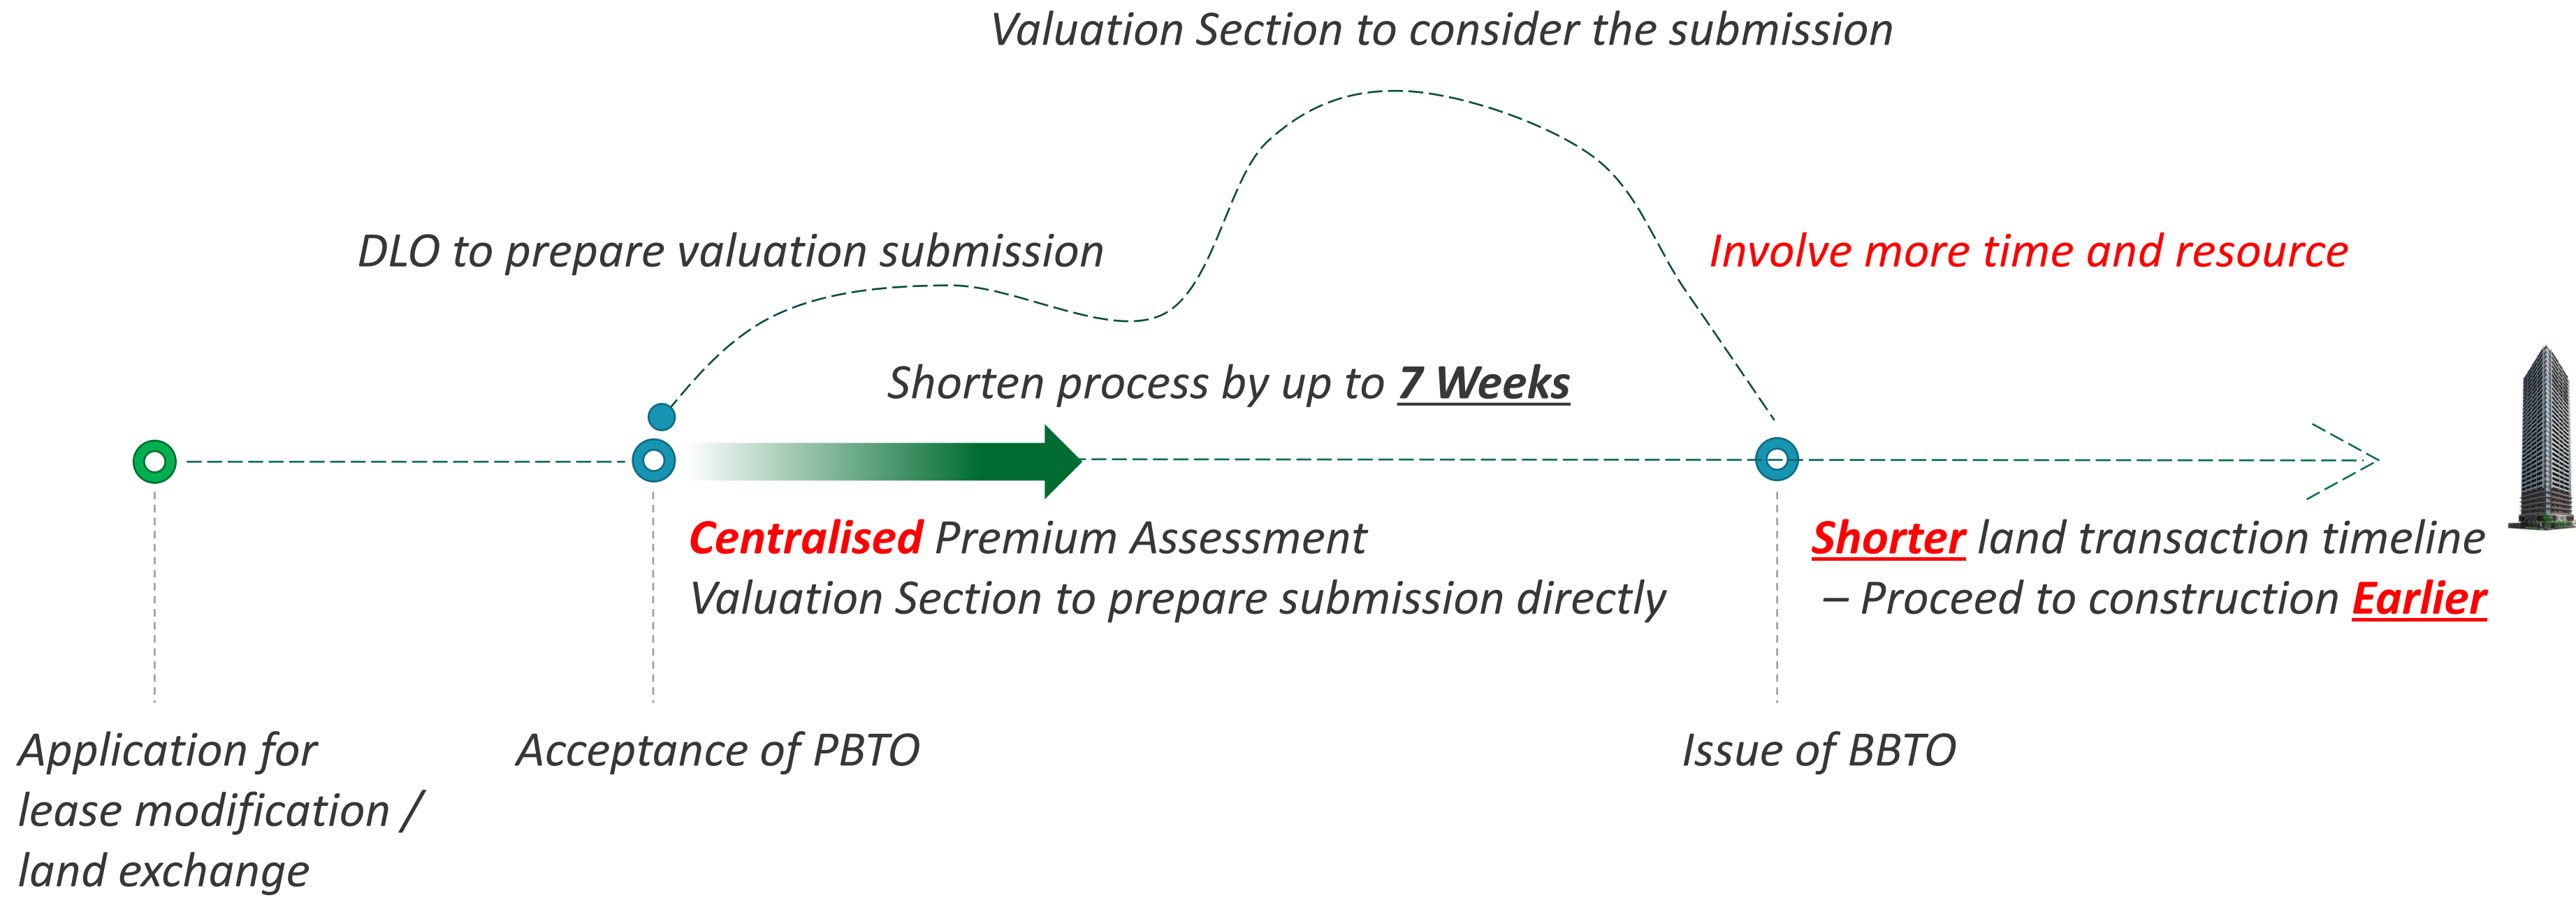 Valuation Section to consider the submission
DLO to prepare valuation submission
Involve more time and resource
Shorten process by up to 7 Weeks
Centralised Premium Assessment
Valuation Section to prepare submission directly
Shorter land transaction timeline
– Proceed to construction Earlier
Application for
lease modification /
land exchange
Acceptance of PBTO
Issue of BBTO